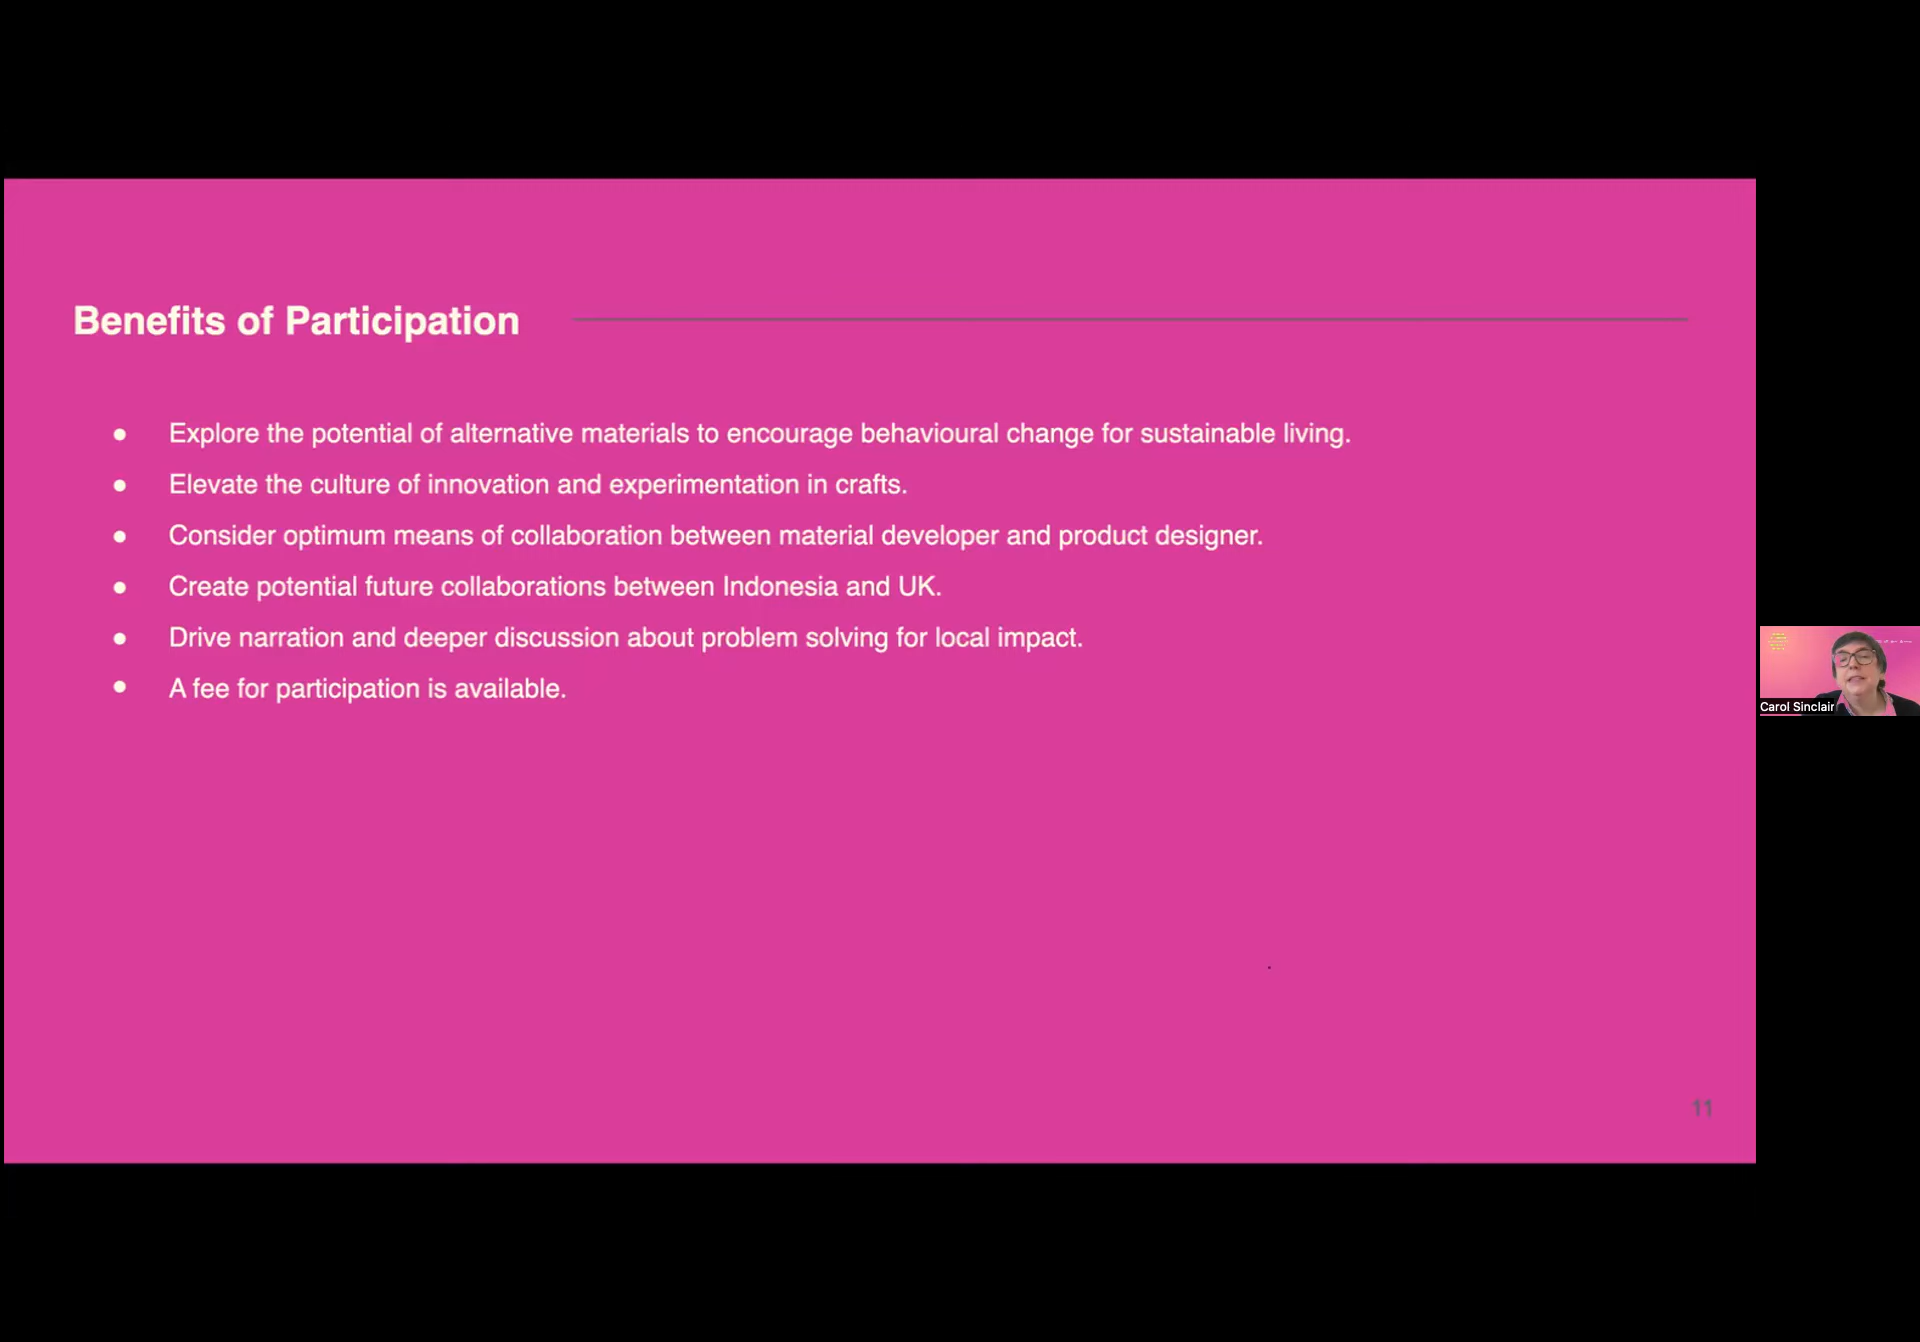 Benefits of Participation
● Explore the potential of alternative materials to encourage behavioural change for sustainable living.
● Elevate the culture of innovation and experimentation in crafts.
● Consider optimum means of collaboration between material developer and product designer.
● Create potential future collaborations between Indonesia and UK.
● Drive narration and deeper discussion about problem solving for local impact.
● A fee for participation is available.
Carol Sinclair
11